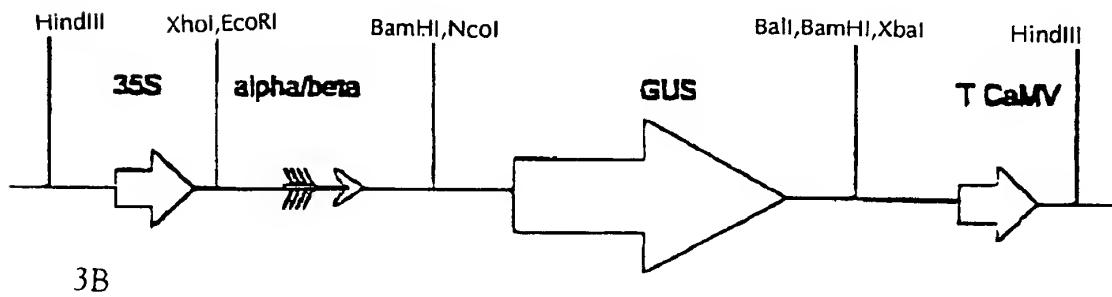 HindIII XhoI,EcoRI BamHI,NcoI BalI,BamHI,XbaI HindIII
35S alpha/beta GUS T CaMV
3B